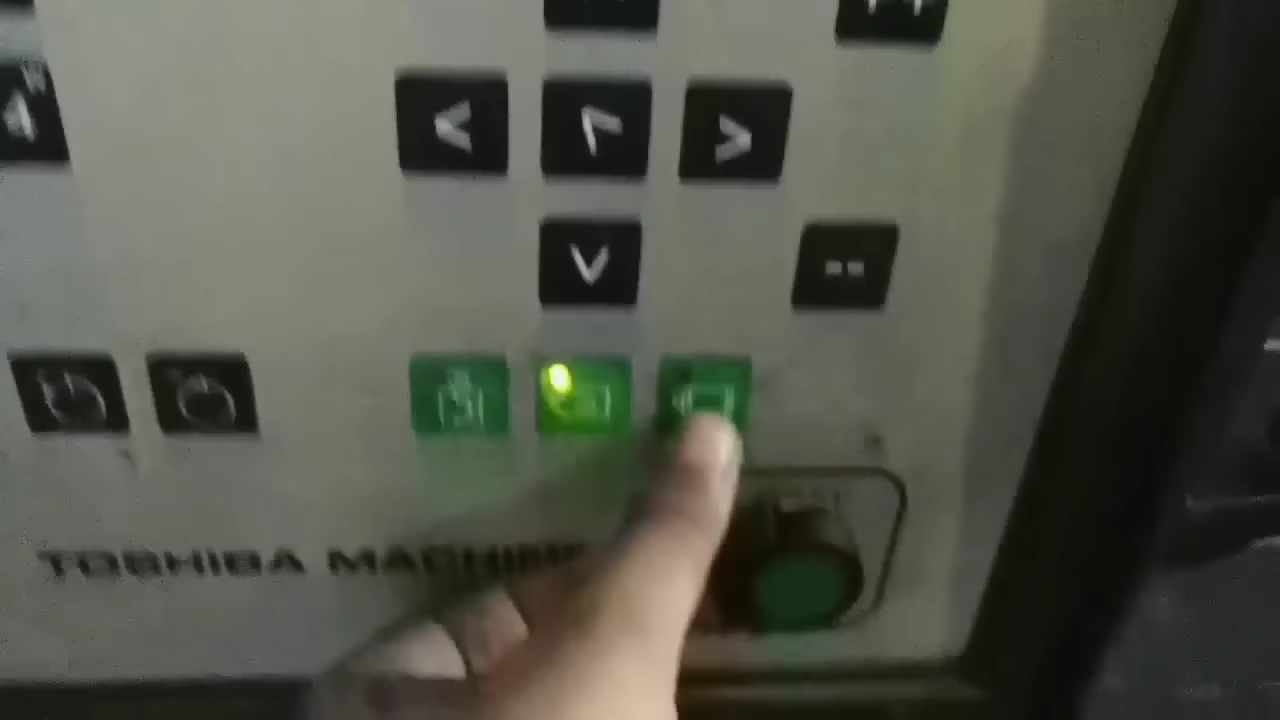 ++
< ^ >
v
--
TOSHIBA MACHINE